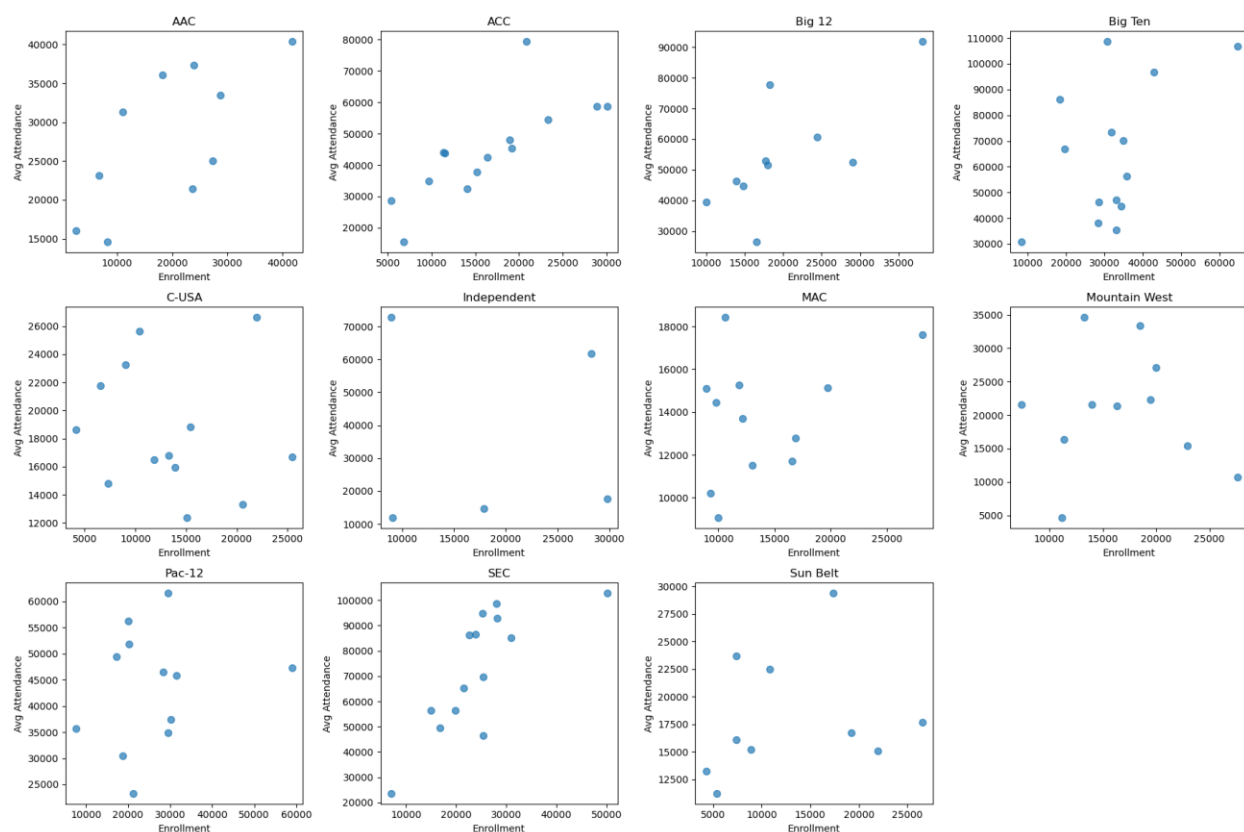 AAC
40000
35000
30000
25000
20000
15000
Avg Attendance
10000 20000 30000 40000
Enrollment
ACC
80000
70000
60000
50000
40000
30000
20000
Avg Attendance
5000 10000 15000 20000 25000 30000
Enrollment
Big 12
90000
80000
70000
60000
50000
40000
30000
Avg Attendance
10000 15000 20000 25000 30000 35000
Enrollment
Big Ten
110000
100000
90000
80000
70000
60000
50000
40000
30000
Avg Attendance
10000 20000 30000 40000 50000 60000
Enrollment
C-USA
26000
24000
22000
20000
18000
16000
14000
12000
Avg Attendance
5000 10000 15000 20000 25000
Enrollment
Independent
70000
60000
50000
40000
30000
20000
10000
Avg Attendance
10000 15000 20000 25000 30000
Enrollment
MAC
18000
16000
14000
12000
10000
Avg Attendance
10000 15000 20000 25000
Enrollment
Mountain West
35000
30000
25000
20000
15000
10000
5000
Avg Attendance
10000 15000 20000 25000
Enrollment
Pac-12
60000
55000
50000
45000
40000
35000
30000
25000
Avg Attendance
10000 20000 30000 40000 50000 60000
Enrollment
SEC
100000
90000
80000
70000
60000
50000
40000
30000
20000
Avg Attendance
10000 20000 30000 40000 50000
Enrollment
Sun Belt
30000
27500
25000
22500
20000
17500
15000
12500
Avg Attendance
5000 10000 15000 20000 25000
Enrollment